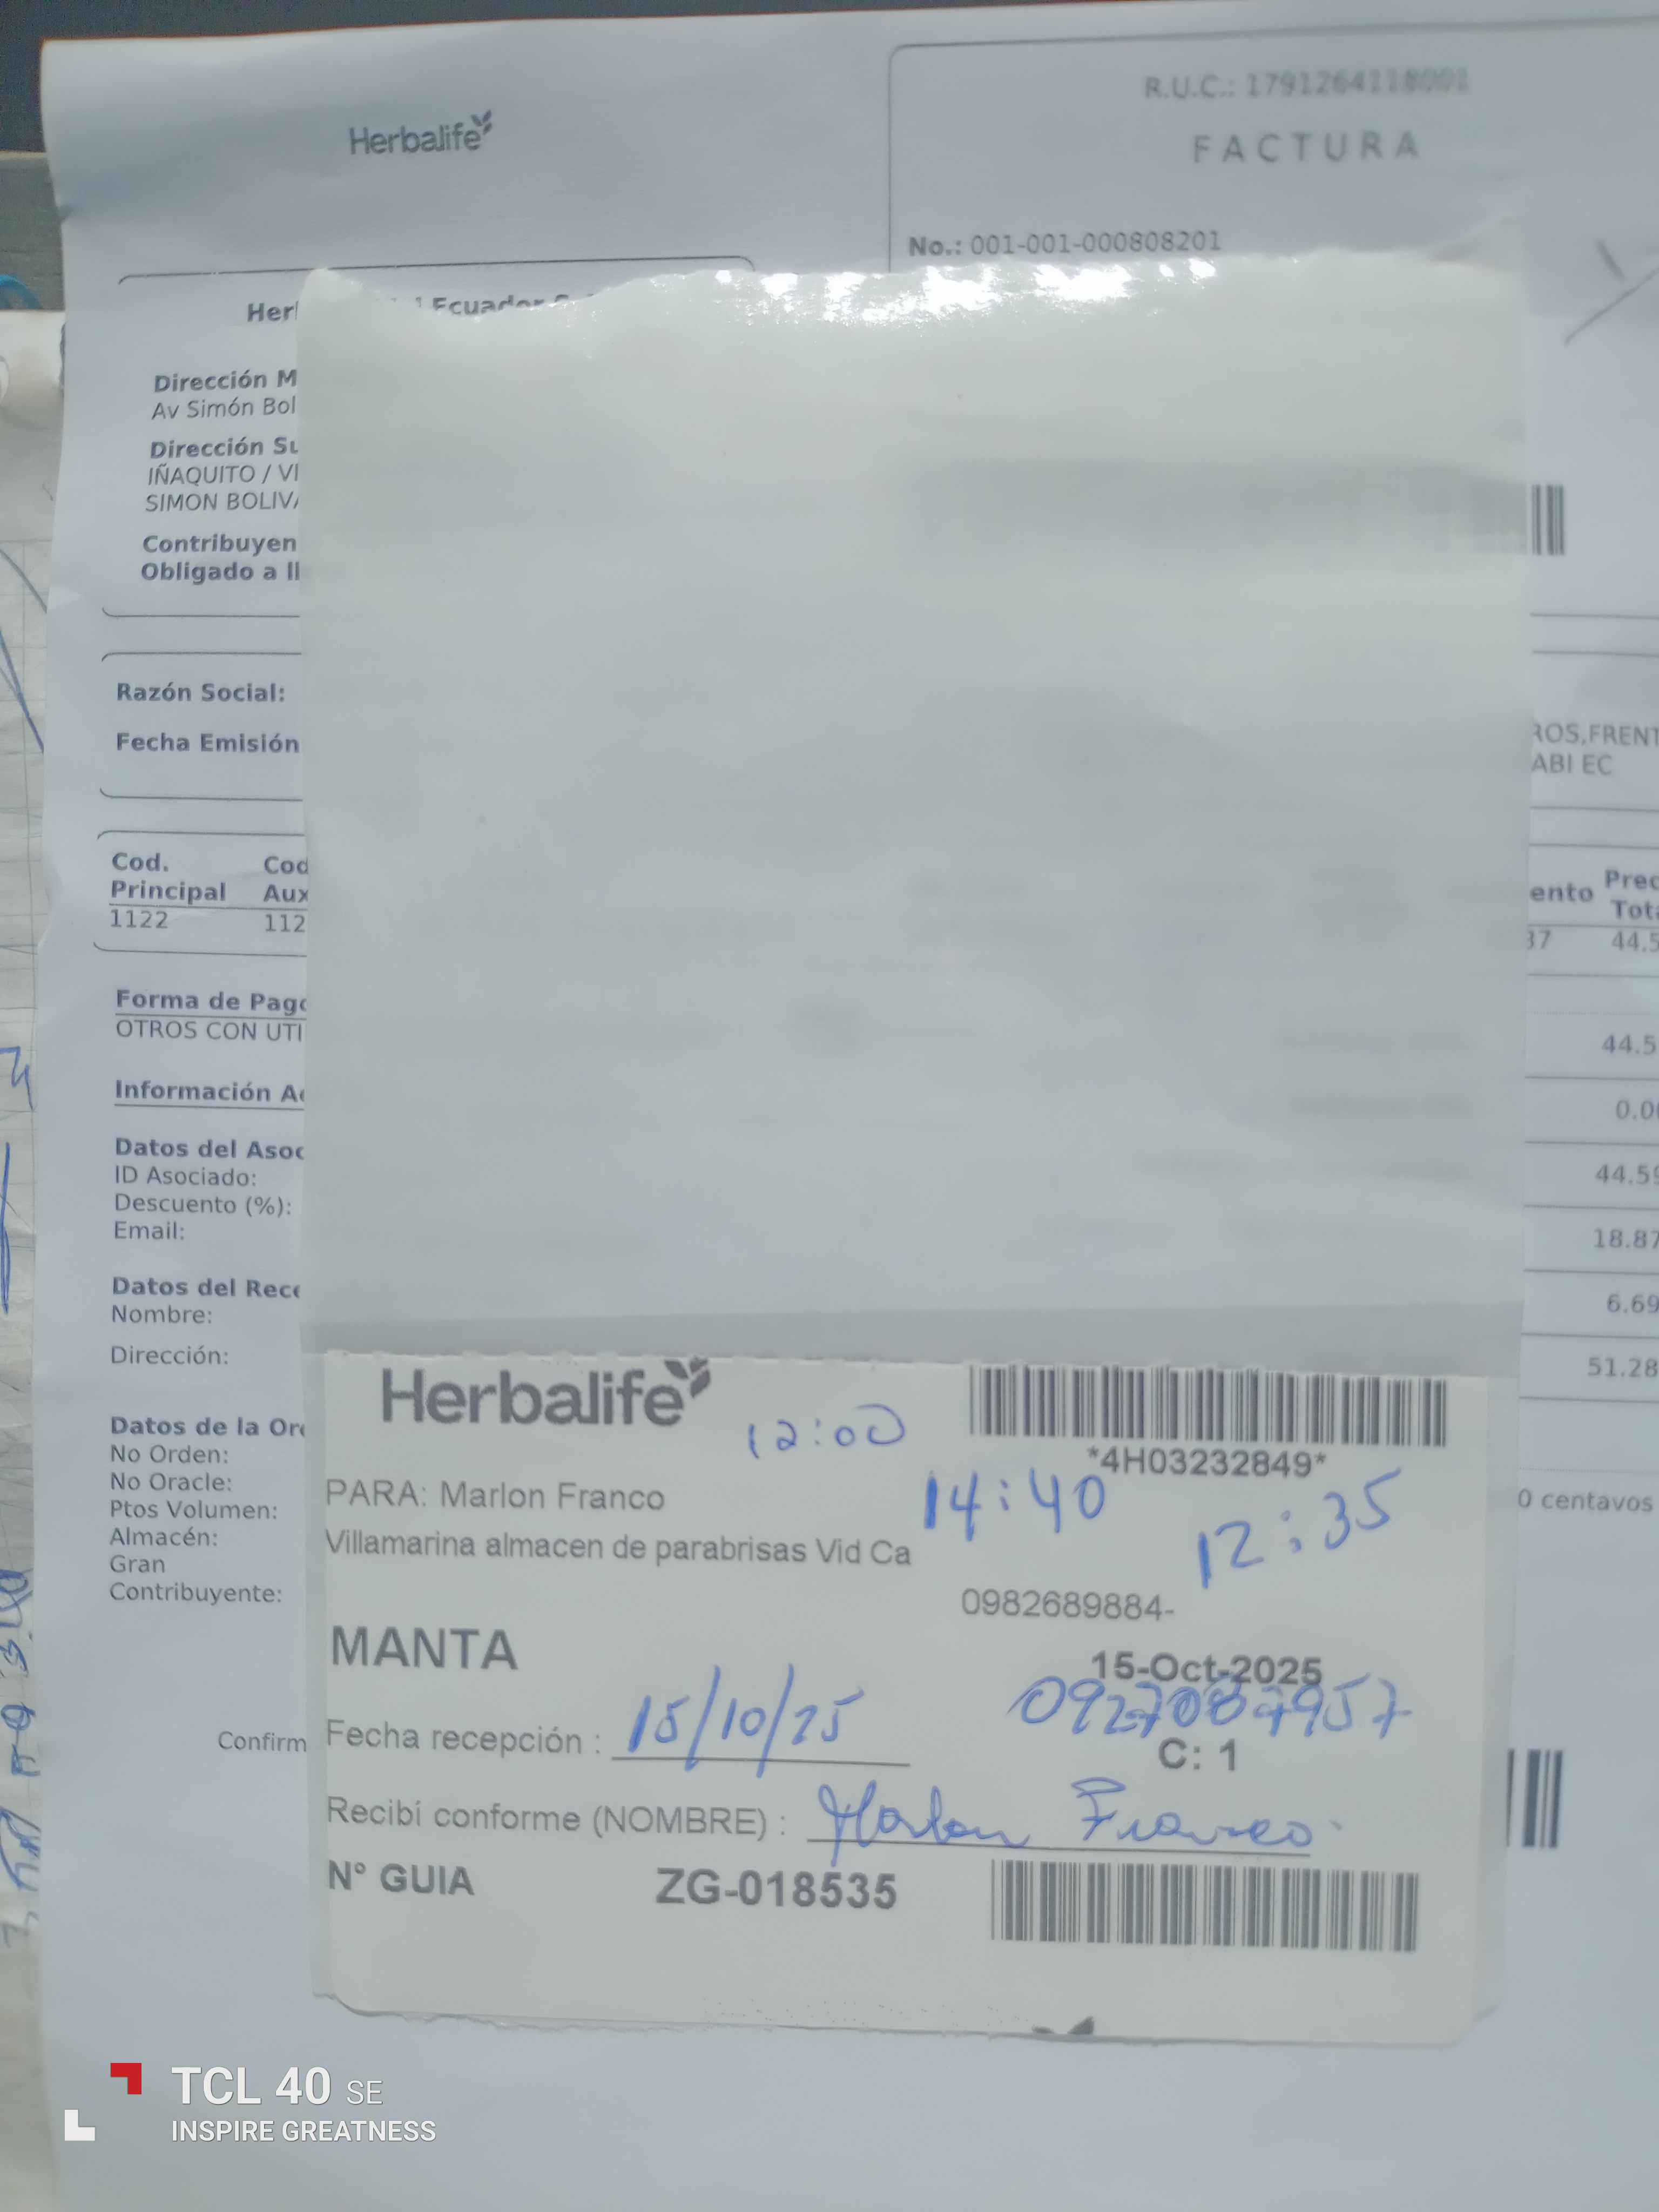 Herbalife
R.U.C.: 1791264118001
FACTURA
No.: 001-001-000808201
Ecuador
Dirección M
Av Simón Bol
Dirección Su
IÑAQUITO / VI
SIMON BOLIVA
Contribuyen
Obligado a ll
Razón Social:
Fecha Emisión
ROS,FRENT
ABI EC
Cod. Cod
Principal Aux
1122 112
ento Prec
Tota
37 44.5
Forma de Pago
OTROS CON UTI
44.5
Información Ad
0.00
Datos del Asoc
ID Asociado:
44.59
Descuento (%):
Email:
18.87
Datos del Rece
Nombre:
6.69
Dirección:
51.28
Datos de la Ord
No Orden:
No Oracle:
Ptos Volumen:
0 centavos
Almacén:
Gran
Contribuyente:
Confirm
Herbalife
12:00
*4H03232849*
PARA: Marlon Franco
14:40
12:35
Villamarina almacen de parabrisas Vid Ca
0982689884-
MANTA
15-Oct-2025
Fecha recepción : 15/10/25
C: 1
Recibí conforme (NOMBRE) : Marlon Franco
N° GUIA ZG-018535
TCL 40 SE
INSPIRE GREATNESS